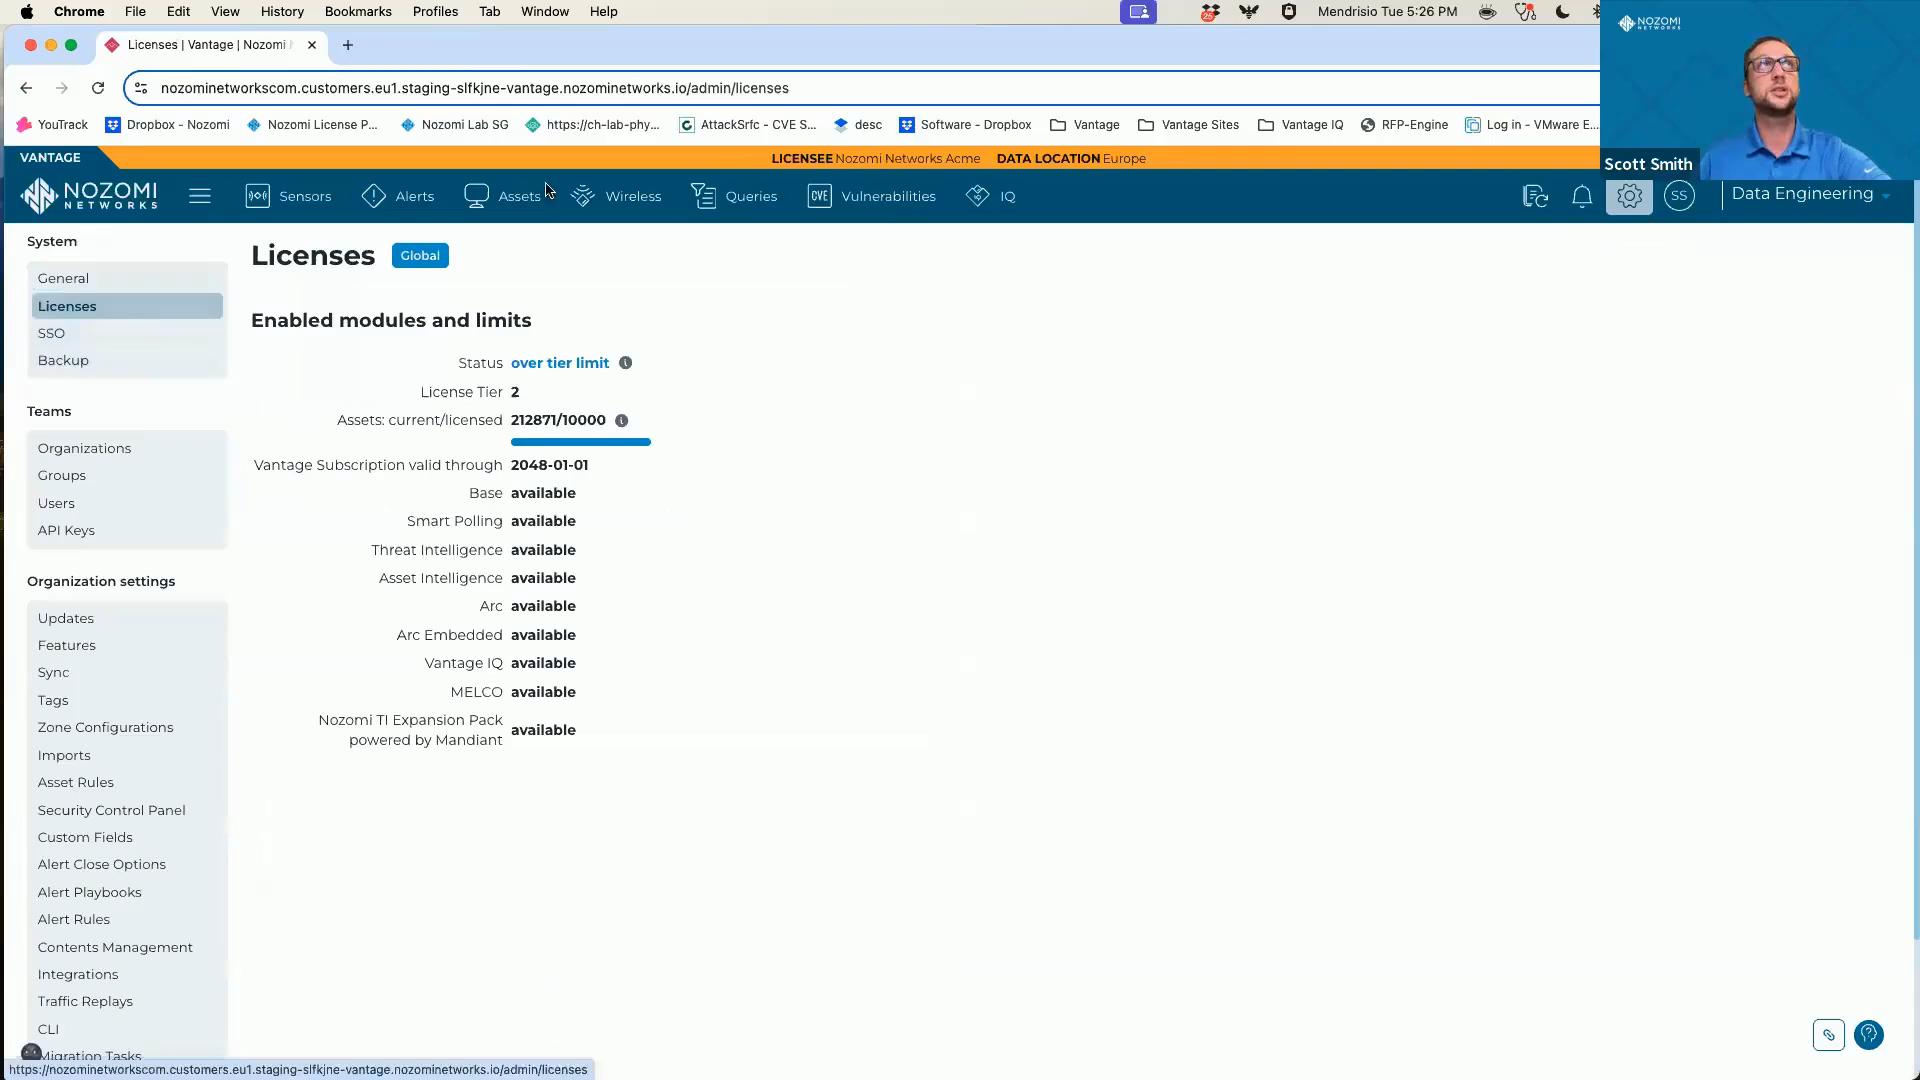 Chrome File Edit View History Bookmarks Profiles Tab Window Help
25
Mendrisio Tue 5:26 PM
NOZOMI
NETWORKS
Licenses | Vantage | Nozomi
nozominetworkscom.customers.eu1.staging-slfkjne-vantage.nozominetworks.io/admin/licenses
YouTrack Dropbox - Nozomi Nozomi License P... Nozomi Lab SG https://ch-lab-phy... AttackSrfc - CVE S... desc Software - Dropbox Vantage Vantage Sites Vantage IQ RFP-Engine Log in - VMware E...
VANTAGE LICENSEE Nozomi Networks Acme DATA LOCATION Europe
Scott Smith
NOZOMI
NETWORKS
Sensors Alerts Assets Wireless Queries CVE Vulnerabilities IQ SS Data Engineering
System
General
Licenses
SSO
Backup
Teams
Organizations
Groups
Users
API Keys
Organization settings
Updates
Features
Sync
Tags
Zone Configurations
Imports
Asset Rules
Security Control Panel
Custom Fields
Alert Close Options
Alert Playbooks
Alert Rules
Contents Management
Integrations
Traffic Replays
CLI
Migration Tasks
Licenses Global
Enabled modules and limits
Status over tier limit
License Tier 2
Assets: current/licensed 212871/10000
Vantage Subscription valid through 2048-01-01
Base available
Smart Polling available
Threat Intelligence available
Asset Intelligence available
Arc available
Arc Embedded available
Vantage IQ available
MELCO available
Nozomi TI Expansion Pack
powered by Mandiant available
https://nozominetworkscom.customers.eu1.staging-slfkjne-vantage.nozominetworks.io/admin/licenses